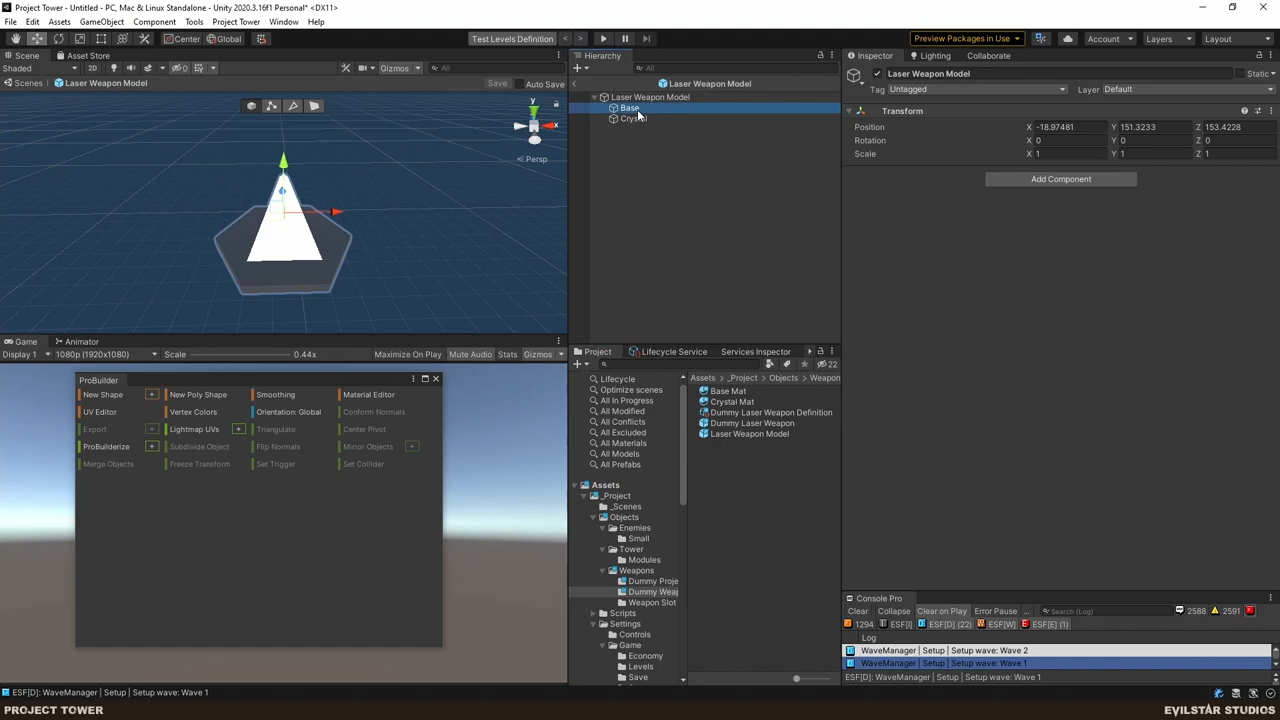 Project Tower - Untitled - PC, Mac & Linux Standalone - Unity 2020.3.16f1 Personal* <DX11>
File Edit Assets GameObject Component Tools Project Tower Window Help
Center Global Test Levels Definition Preview Packages in Use Account Layers Layout
Scene Asset Store
Shaded 2D 0 Gizmos All
Scenes Laser Weapon Model Save Auto Save
y
x
Persp
Game Animator
Display 1 1080p (1920x1080) Scale 0.44x Maximize On Play Mute Audio Stats Gizmos
ProBuilder
New Shape + New Poly Shape Smoothing Material Editor
UV Editor Vertex Colors Orientation: Global Conform Normals
Export + Lightmap UVs + Triangulate Center Pivot
ProBuilderize + Subdivide Object Flip Normals Mirror Objects +
Merge Objects Freeze Transform Set Trigger Set Collider
Hierarchy
+ All
Laser Weapon Model
Laser Weapon Model
Base
Crystal
Project Lifecycle Service Services Inspector
+ 22
Lifecycle
Optimize scenes
All In Progress
All Modified
All Conflicts
All Excluded
All Materials
All Models
All Prefabs
Assets
_Project
_Scenes
Objects
Enemies
Small
Tower
Modules
Weapons
Dummy Proje
Dummy Weap
Weapon Slot
Scripts
Settings
Controls
Game
Economy
Levels
Save
Assets _Project Objects Weapon
Base Mat
Crystal Mat
Dummy Laser Weapon Definition
Dummy Laser Weapon
Laser Weapon Model
Inspector Lighting Collaborate
Laser Weapon Model Static
Tag Untagged Layer Default
Transform
Position X -18.97481 Y 151.3233 Z 153.4228
Rotation X 0 Y 0 Z 0
Scale X 1 Y 1 Z 1
Add Component
Console Pro
Clear Collapse Clear on Play Error Pause ... Search (Log) 2588 2591
1294 ESF[I] ESF[D] (22) ESF[W] ESF[E] (1)
Log
WaveManager | Setup | Setup wave: Wave 2
WaveManager | Setup | Setup wave: Wave 1
ESF[D]: WaveManager | Setup | Setup wave: Wave 1
ESF[D]: WaveManager | Setup | Setup wave: Wave 1
PROJECT TOWER EVILSTAR STUDIOS